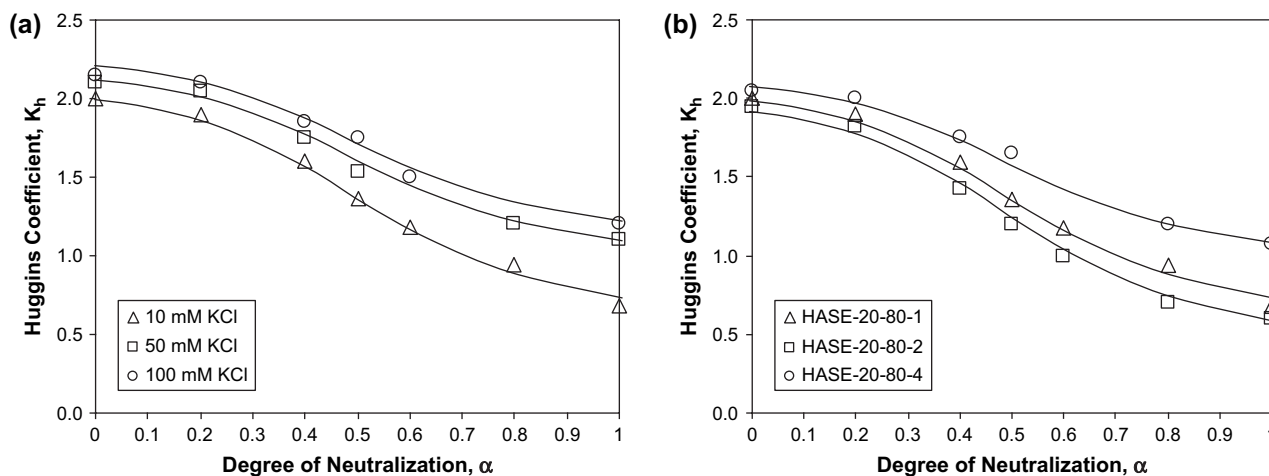 (a)
Huggins Coefficient, Kh
2.5
2.0
1.5
1.0
0.5
0.0
10 mM KCl
50 mM KCl
100 mM KCl
0 0.1 0.2 0.3 0.4 0.5 0.6 0.7 0.8 0.9 1
Degree of Neutralization, α
(b)
Huggins Coefficient, Kh
2.5
2.0
1.5
1.0
0.5
0.0
HASE-20-80-1
HASE-20-80-2
HASE-20-80-4
0 0.1 0.2 0.3 0.4 0.5 0.6 0.7 0.8 0.9 1
Degree of Neutralization, α